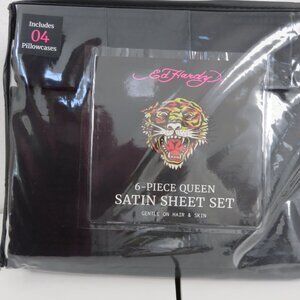 Includes
04
Pillowcases
Ed Hardy
6-PIECE QUEEN
SATIN SHEET SET
GENTLE ON HAIR & SKIN